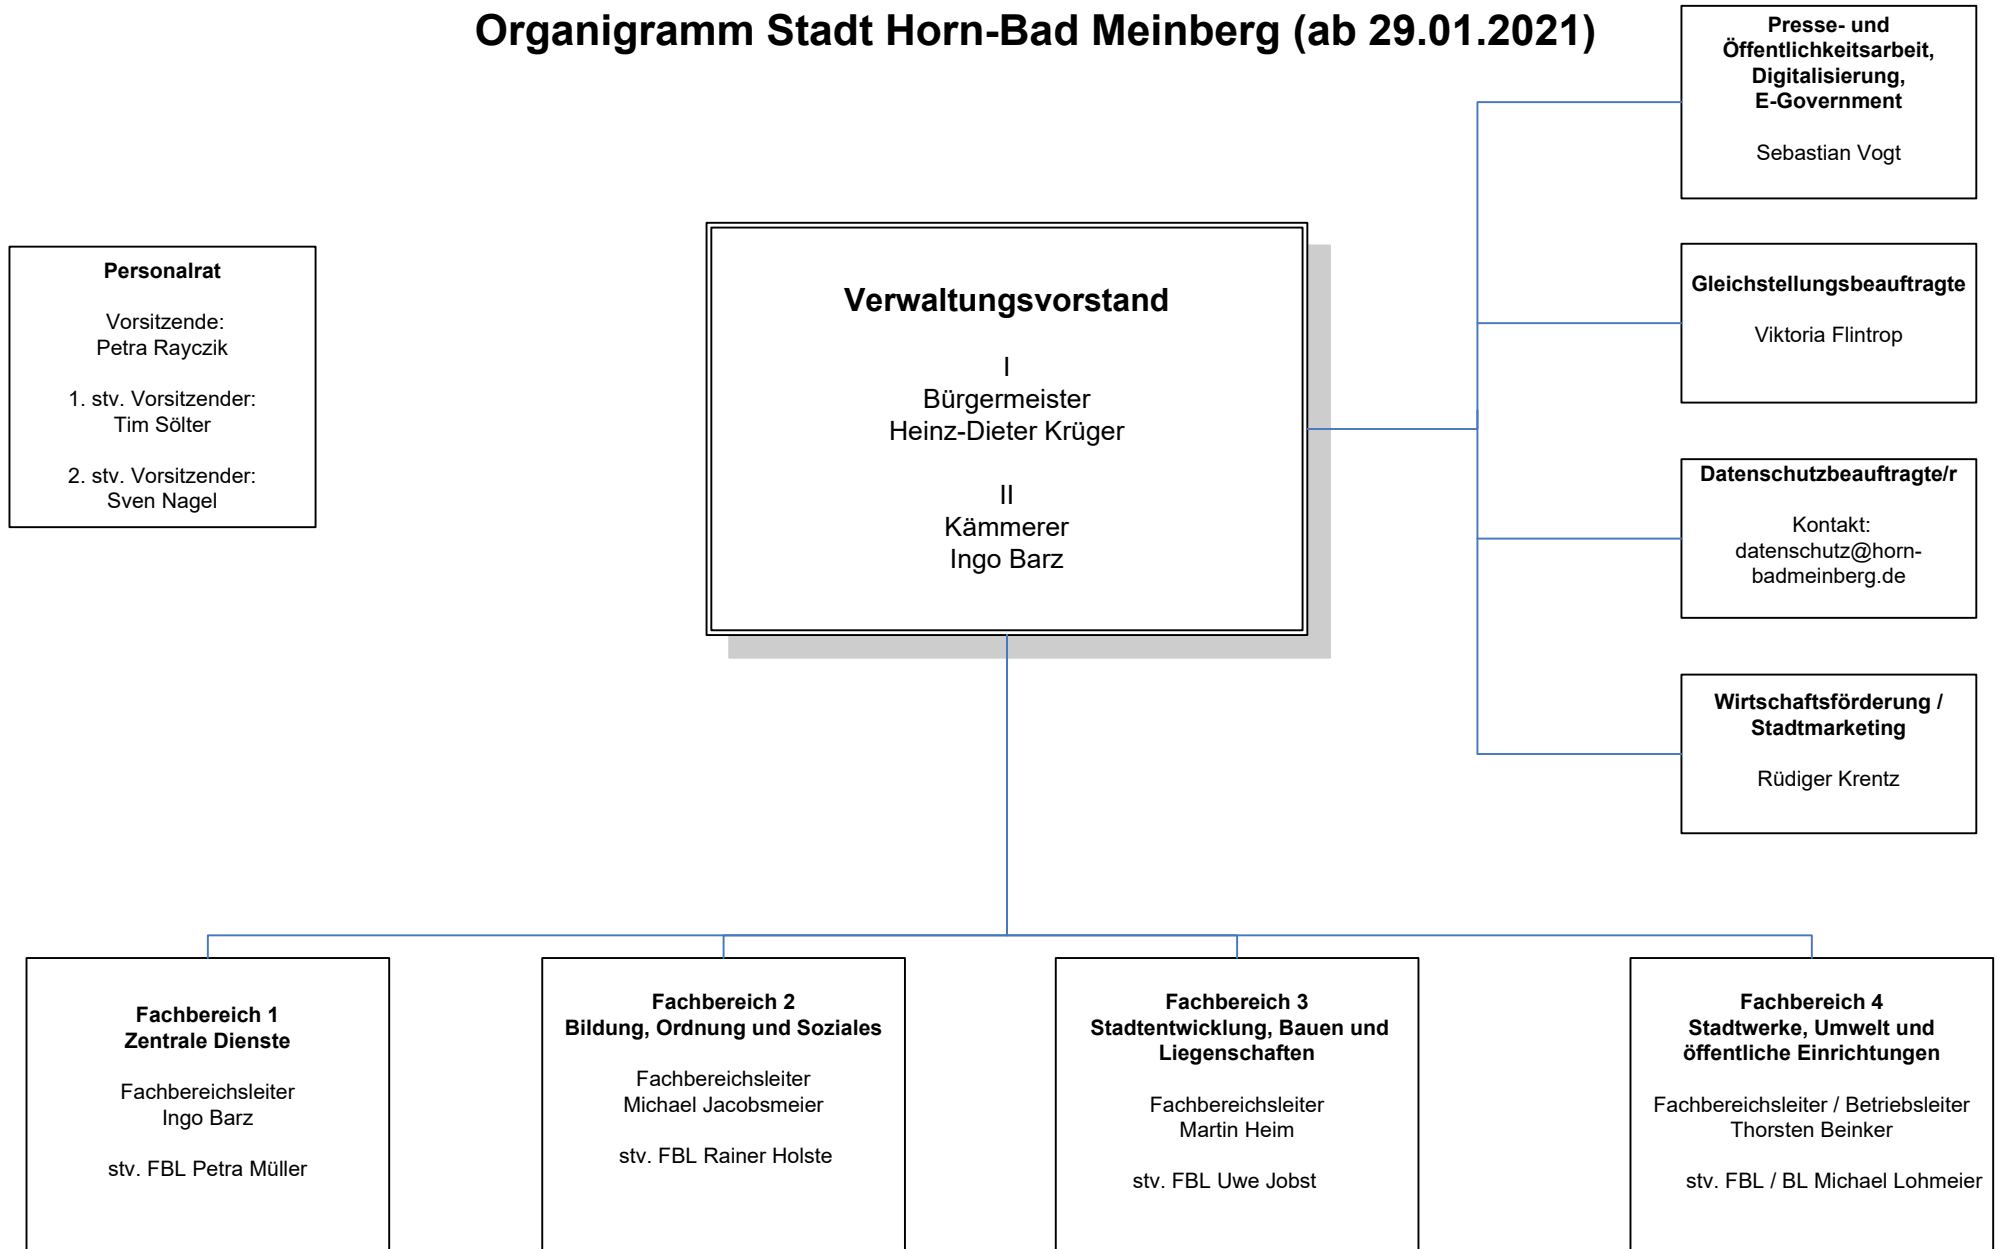 Organigramm Stadt Horn-Bad Meinberg (ab 29.01.2021)
Presse- und
Öffentlichkeitsarbeit,
Digitalisierung,
E-Government
Sebastian Vogt
Personalrat
Vorsitzende:
Petra Rayczik
1. stv. Vorsitzender:
Tim Sölter
2. stv. Vorsitzender:
Sven Nagel
Verwaltungsvorstand
I
Bürgermeister
Heinz-Dieter Krüger
II
Kämmerer
Ingo Barz
Gleichstellungsbeauftragte
Viktoria Flintrop
Datenschutzbeauftragte/r
Kontakt:
datenschutz@horn-
badmeinberg.de
Wirtschaftsförderung /
Stadtmarketing
Rüdiger Krentz
Fachbereich 1
Zentrale Dienste
Fachbereichsleiter
Ingo Barz
stv. FBL Petra Müller
Fachbereich 2
Bildung, Ordnung und Soziales
Fachbereichsleiter
Michael Jacobsmeier
stv. FBL Rainer Holste
Fachbereich 3
Stadtentwicklung, Bauen und
Liegenschaften
Fachbereichsleiter
Martin Heim
stv. FBL Uwe Jobst
Fachbereich 4
Stadtwerke, Umwelt und
öffentliche Einrichtungen
Fachbereichsleiter / Betriebsleiter
Thorsten Beinker
stv. FBL / BL Michael Lohmeier